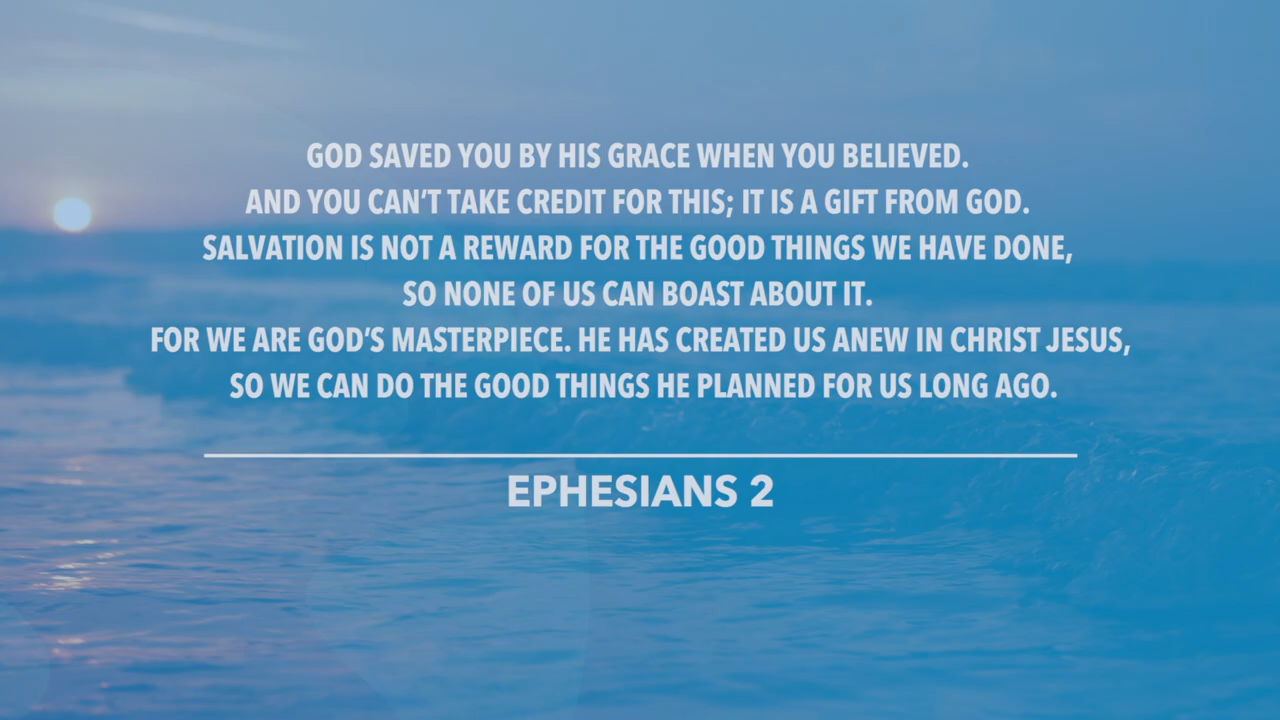 GOD SAVED YOU BY HIS GRACE WHEN YOU BELIEVED.
AND YOU CAN’T TAKE CREDIT FOR THIS; IT IS A GIFT FROM GOD.
SALVATION IS NOT A REWARD FOR THE GOOD THINGS WE HAVE DONE,
SO NONE OF US CAN BOAST ABOUT IT.
FOR WE ARE GOD’S MASTERPIECE. HE HAS CREATED US ANEW IN CHRIST JESUS,
SO WE CAN DO THE GOOD THINGS HE PLANNED FOR US LONG AGO.
EPHESIANS 2